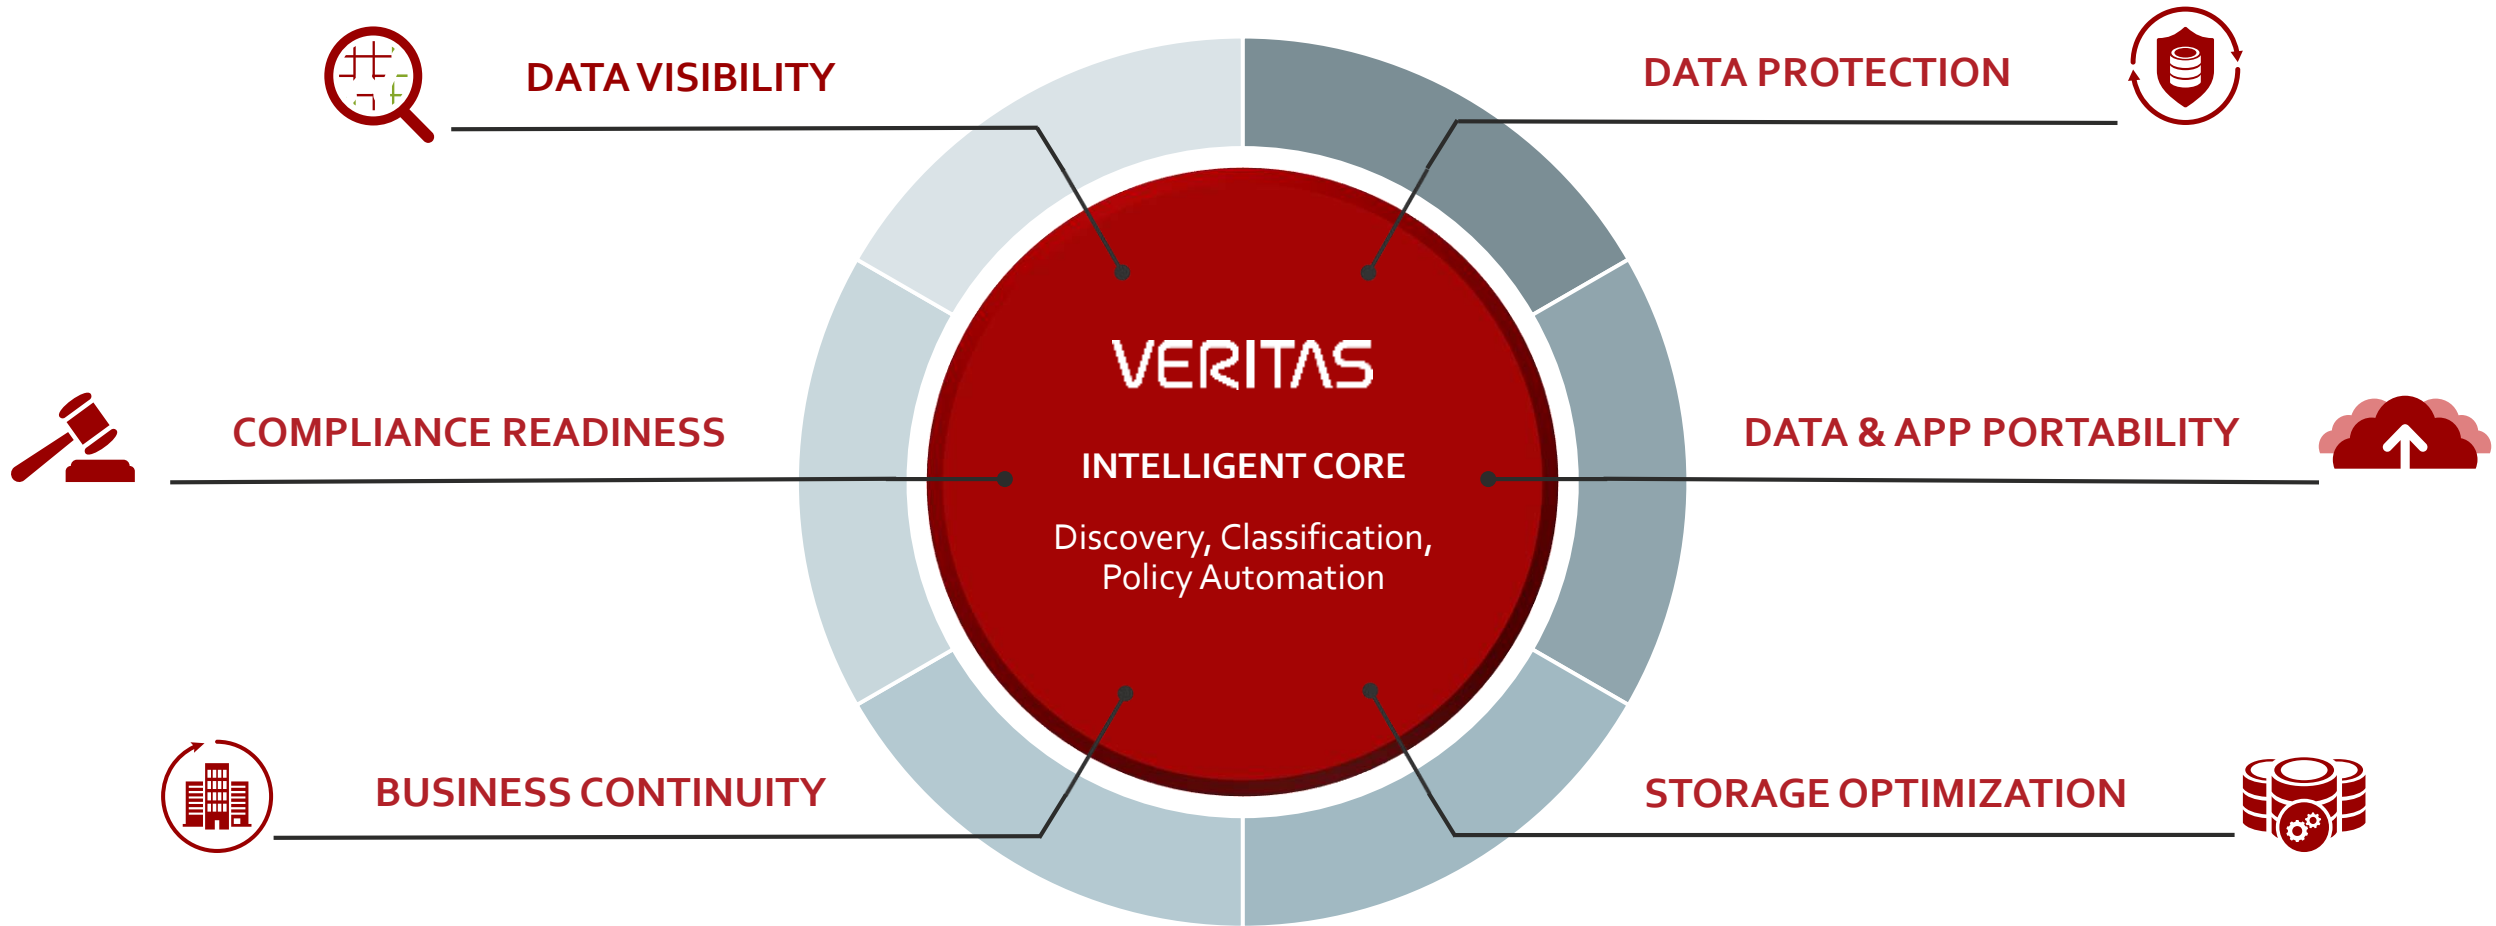 DATA VISIBILITY
DATA PROTECTION
COMPLIANCE READINESS
DATA & APP PORTABILITY
VERITAS
INTELLIGENT CORE
Discovery, Classification,
Policy Automation
BUSINESS CONTINUITY
STORAGE OPTIMIZATION